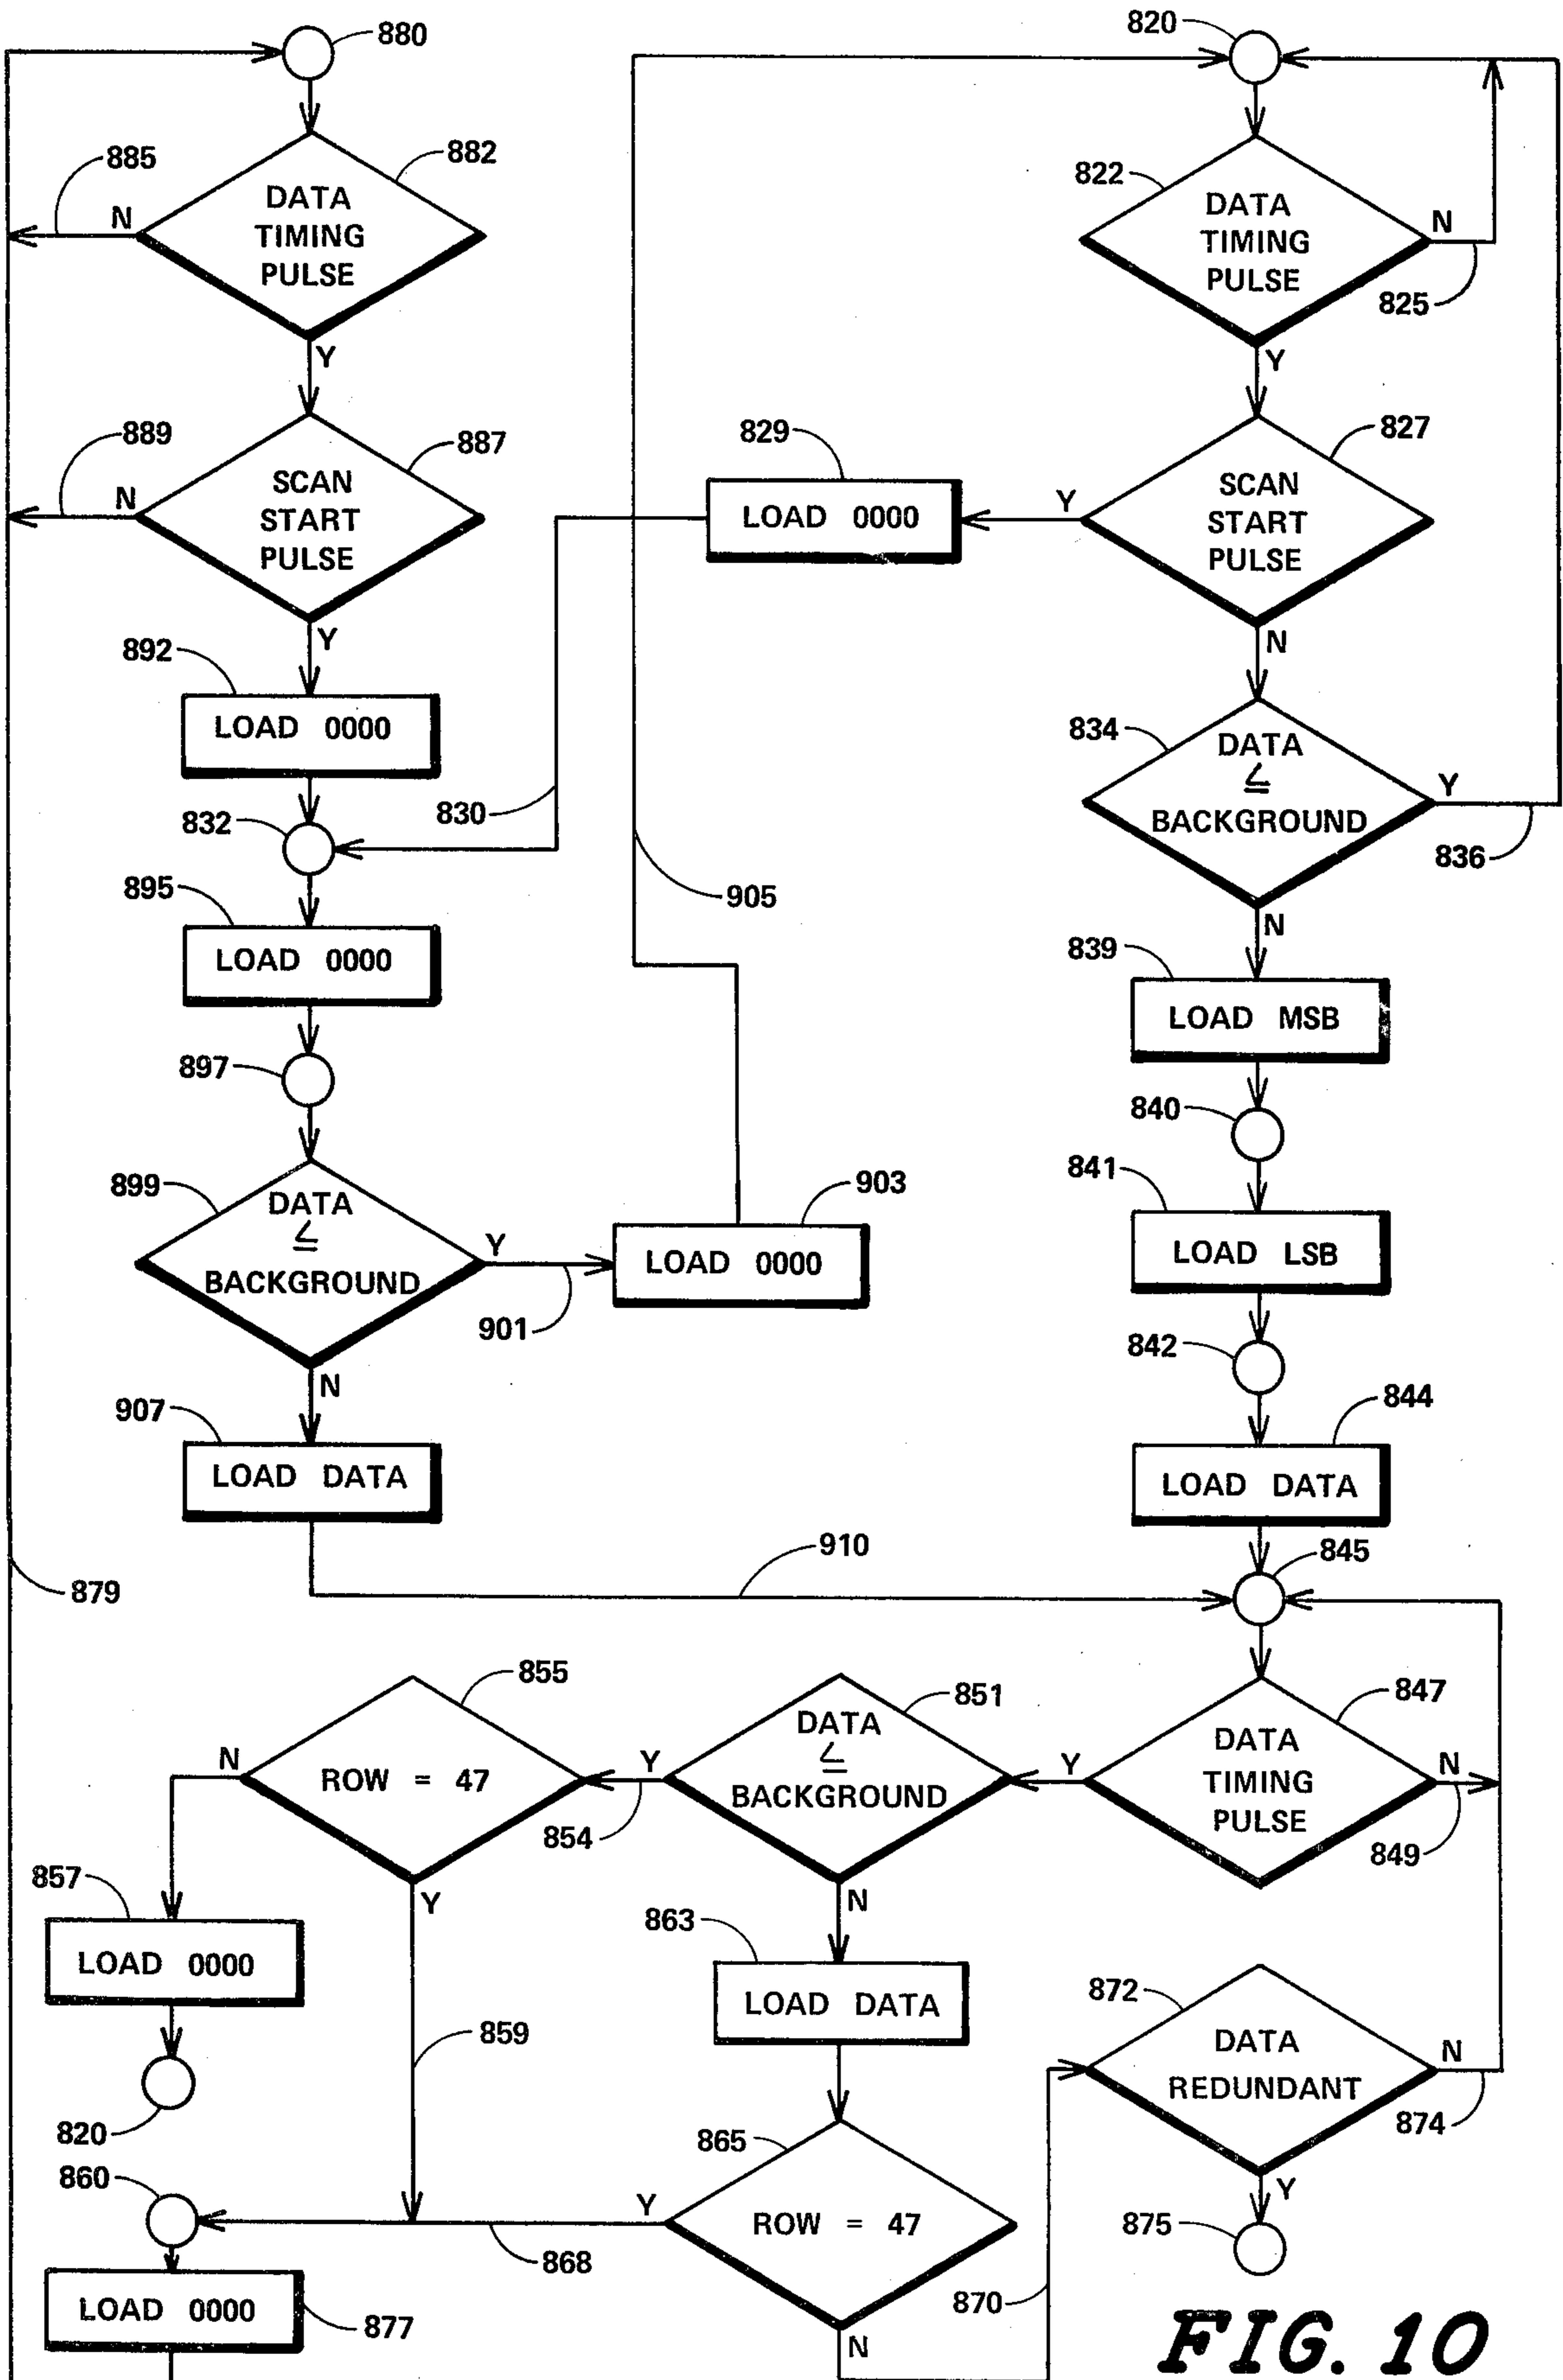 880
820
885
882
DATA
TIMING
PULSE
N
Y
822
DATA
TIMING
PULSE
N
825
Y
889
887
SCAN
START
PULSE
N
Y
829
LOAD 0000
Y
827
SCAN
START
PULSE
N
892
LOAD 0000
832
830
834
DATA
≤
BACKGROUND
Y
836
N
895
LOAD 0000
905
839
LOAD MSB
897
840
841
LOAD LSB
899
DATA
≤
BACKGROUND
Y
901
903
LOAD 0000
N
842
907
LOAD DATA
844
LOAD DATA
910
845
879
855
ROW = 47
N
Y
851
DATA
≤
BACKGROUND
Y
854
N
847
DATA
TIMING
PULSE
Y
N
849
857
LOAD 0000
820
859
863
LOAD DATA
872
DATA
REDUNDANT
N
874
Y
875
860
868
865
ROW = 47
Y
N
870
LOAD 0000
877
FIG. 10